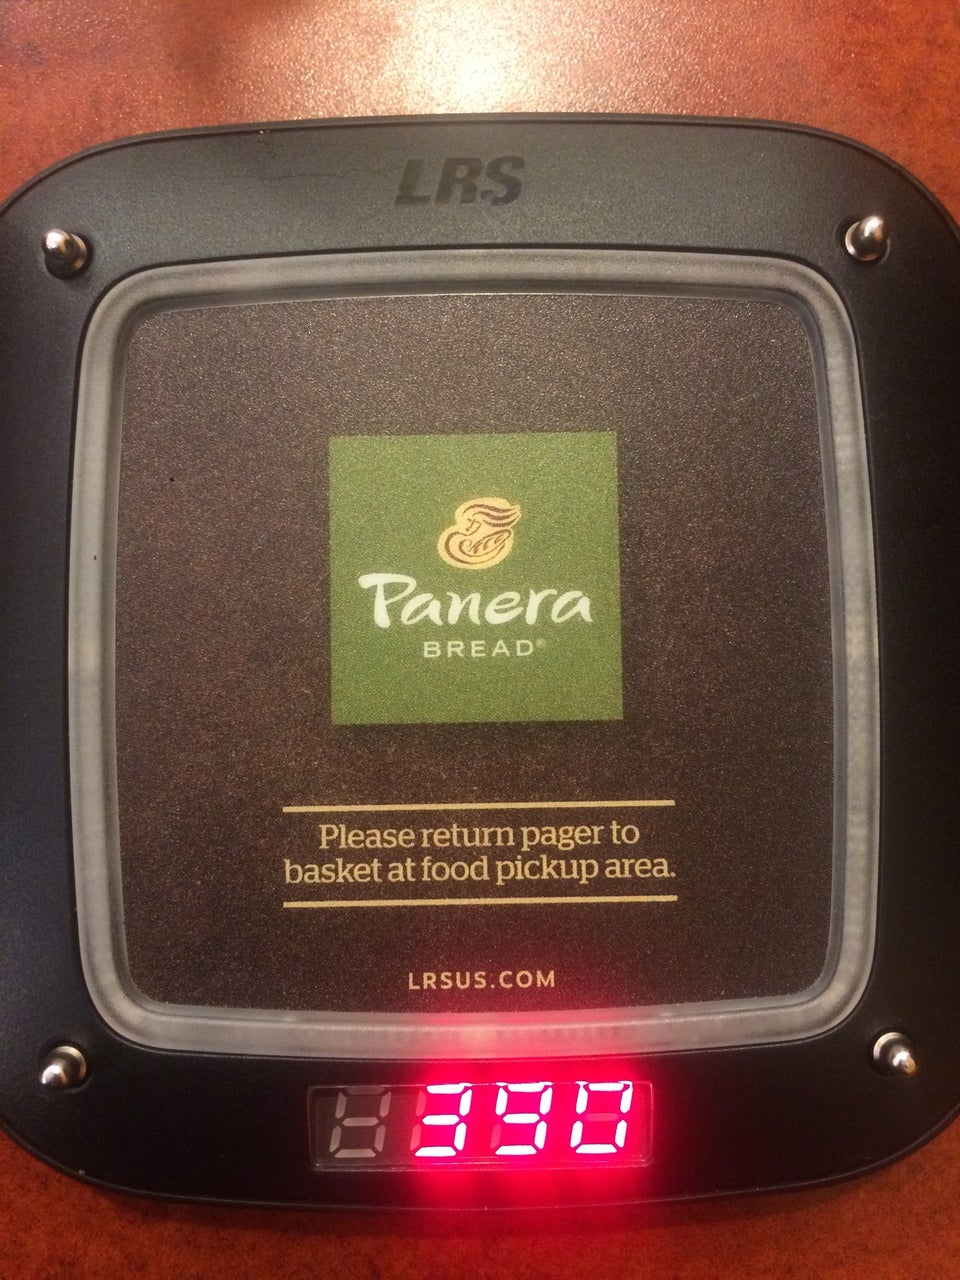 LRS
Panera
BREAD®
Please return pager to
basket at food pickup area.
LRSUS.COM
390